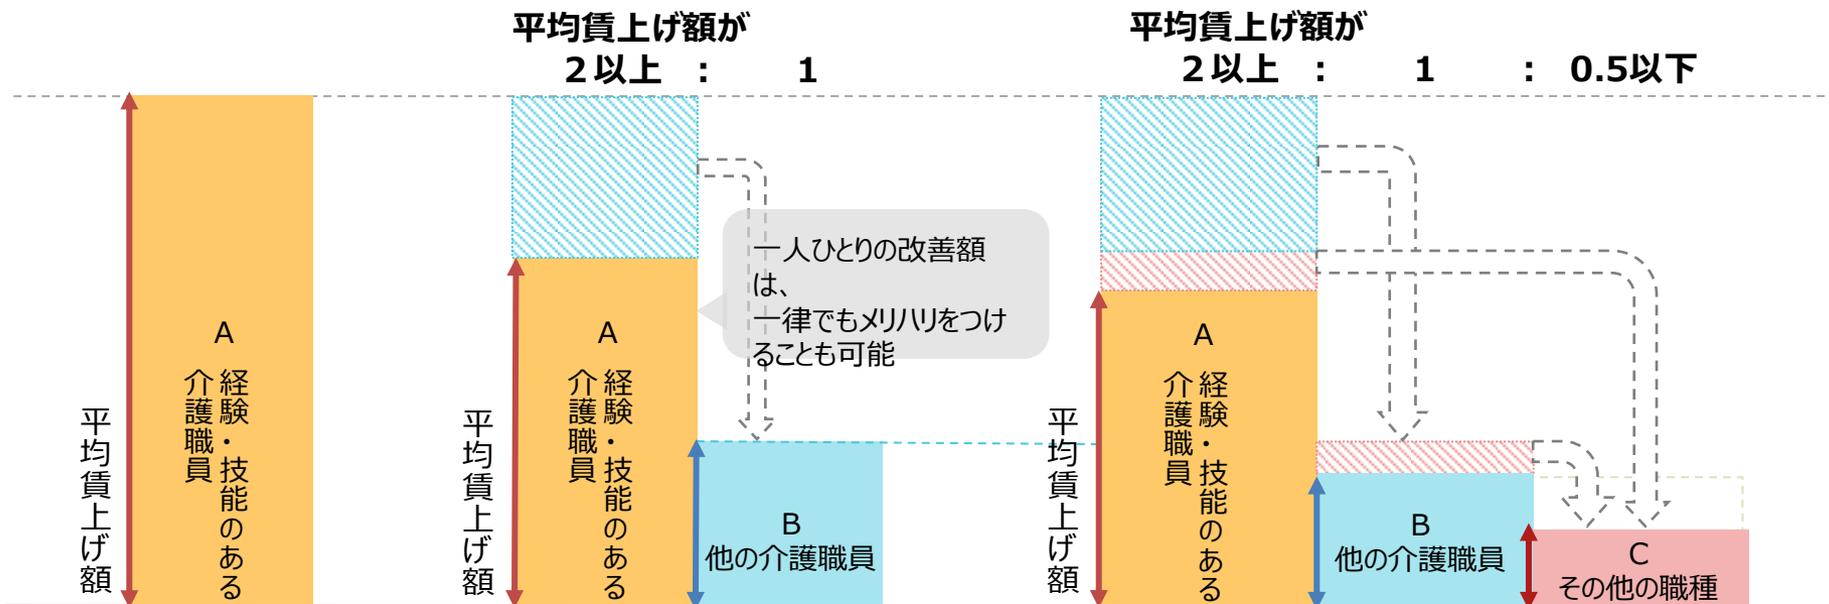 平均賃上げ額が
２以上 : 1
平均賃上げ額が
２以上 : 1 : 0.5以下
平均賃上げ額
A
経験・技能のある
介護職員
平均賃上げ額
A
経験・技能のある
介護職員
一人ひとりの改善額
は、
一律でもメリハリをつけ
ることも可能
B
他の介護職員
平均賃上げ額
A
経験・技能のある
介護職員
B
他の介護職員
C
その他の職種